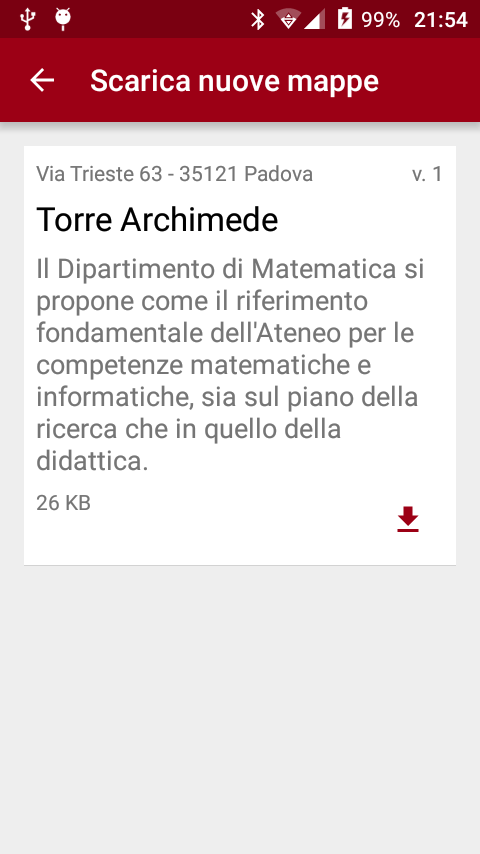 99% 21:54
Scarica nuove mappe
Via Trieste 63 - 35121 Padova v. 1
Torre Archimede
Il Dipartimento di Matematica si
propone come il riferimento
fondamentale dell'Ateneo per le
competenze matematiche e
informatiche, sia sul piano della
ricerca che in quello della
didattica.
26 KB